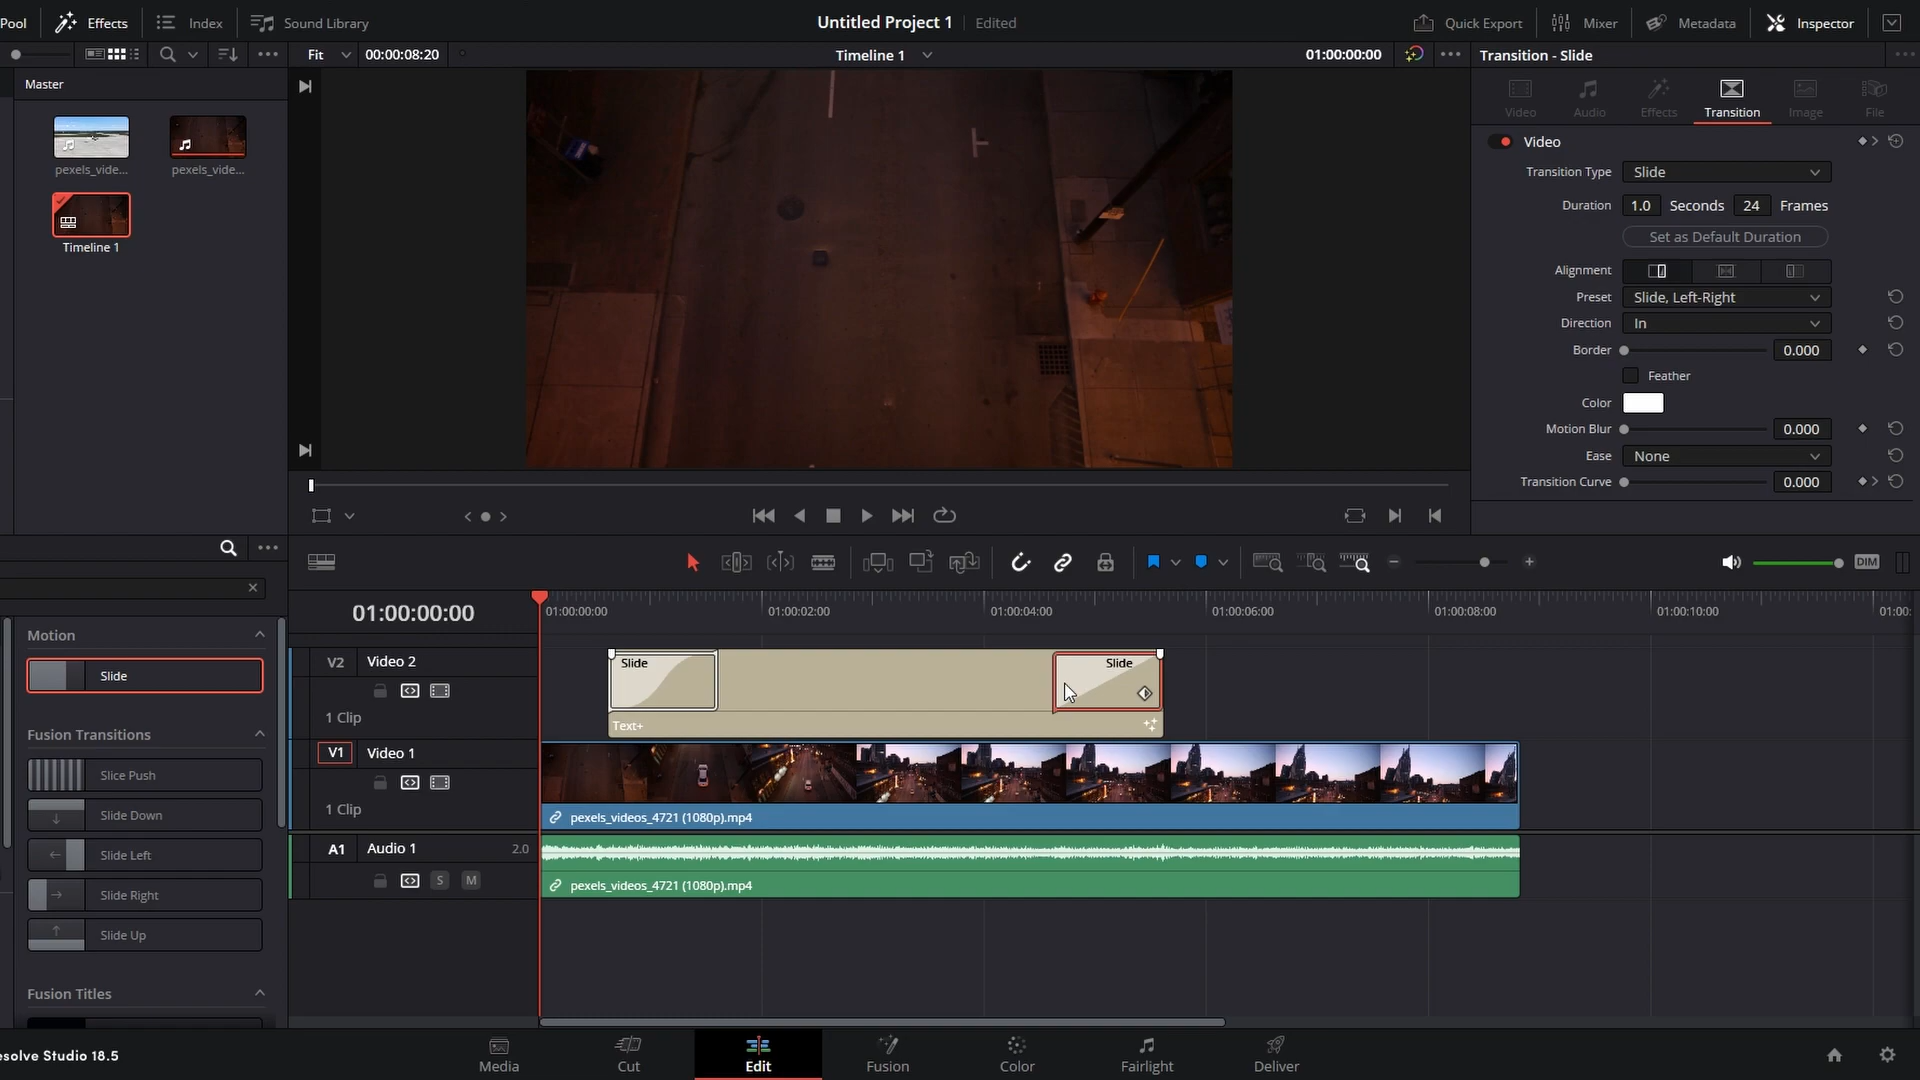 Pool
Effects
Index
Sound Library
Untitled Project 1
Edited
Quick Export
Mixer
Metadata
Inspector
Fit
00:00:08:20
Timeline 1
01:00:00:00
Transition - Slide
Master
pexels_vide...
pexels_vide...
Timeline 1
Video
Audio
Effects
Transition
Image
File
Video
Transition Type
Slide
Duration
1.0
Seconds
24
Frames
Set as Default Duration
Alignment
Preset
Slide, Left-Right
Direction
In
Border
0.000
Feather
Color
Motion Blur
0.000
Ease
None
Transition Curve
0.000
DIM
Motion
Slide
Fusion Transitions
Slice Push
Slide Down
Slide Left
Slide Right
Slide Up
Fusion Titles
01:00:00:00
01:00:00:00
01:00:02:00
01:00:04:00
01:00:06:00
01:00:08:00
01:00:10:00
01:00:
V2
Video 2
1 Clip
Slide
Slide
Text+
V1
Video 1
1 Clip
pexels_videos_4721 (1080p).mp4
A1
Audio 1
2.0
S
M
pexels_videos_4721 (1080p).mp4
esolve Studio 18.5
Media
Cut
Edit
Fusion
Color
Fairlight
Deliver